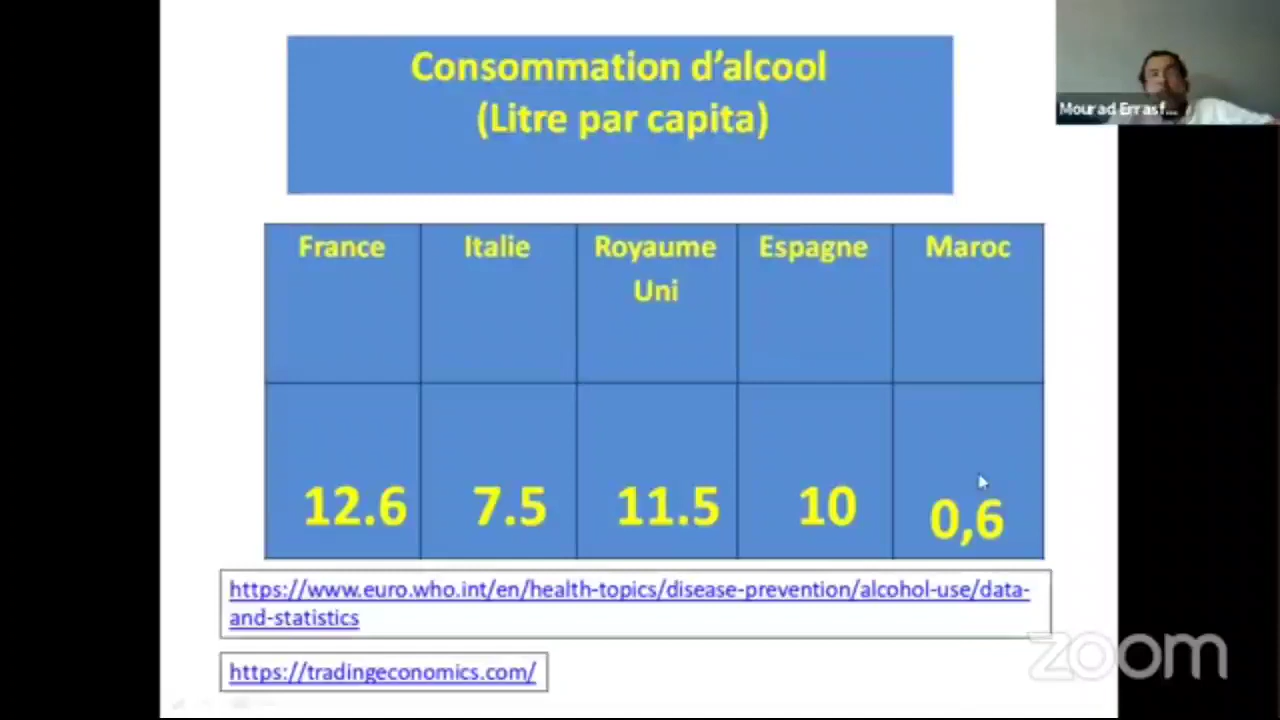 Consommation d'alcool
(Litre par capita)
Mourad Errasf...
France
Italie
Royaume
Uni
Espagne
Maroc
12.6
7.5
11.5
10
0,6
https://www.euro.who.int/en/health-topics/disease-prevention/alcohol-use/data-
and-statistics
https://tradingeconomics.com/
zoom